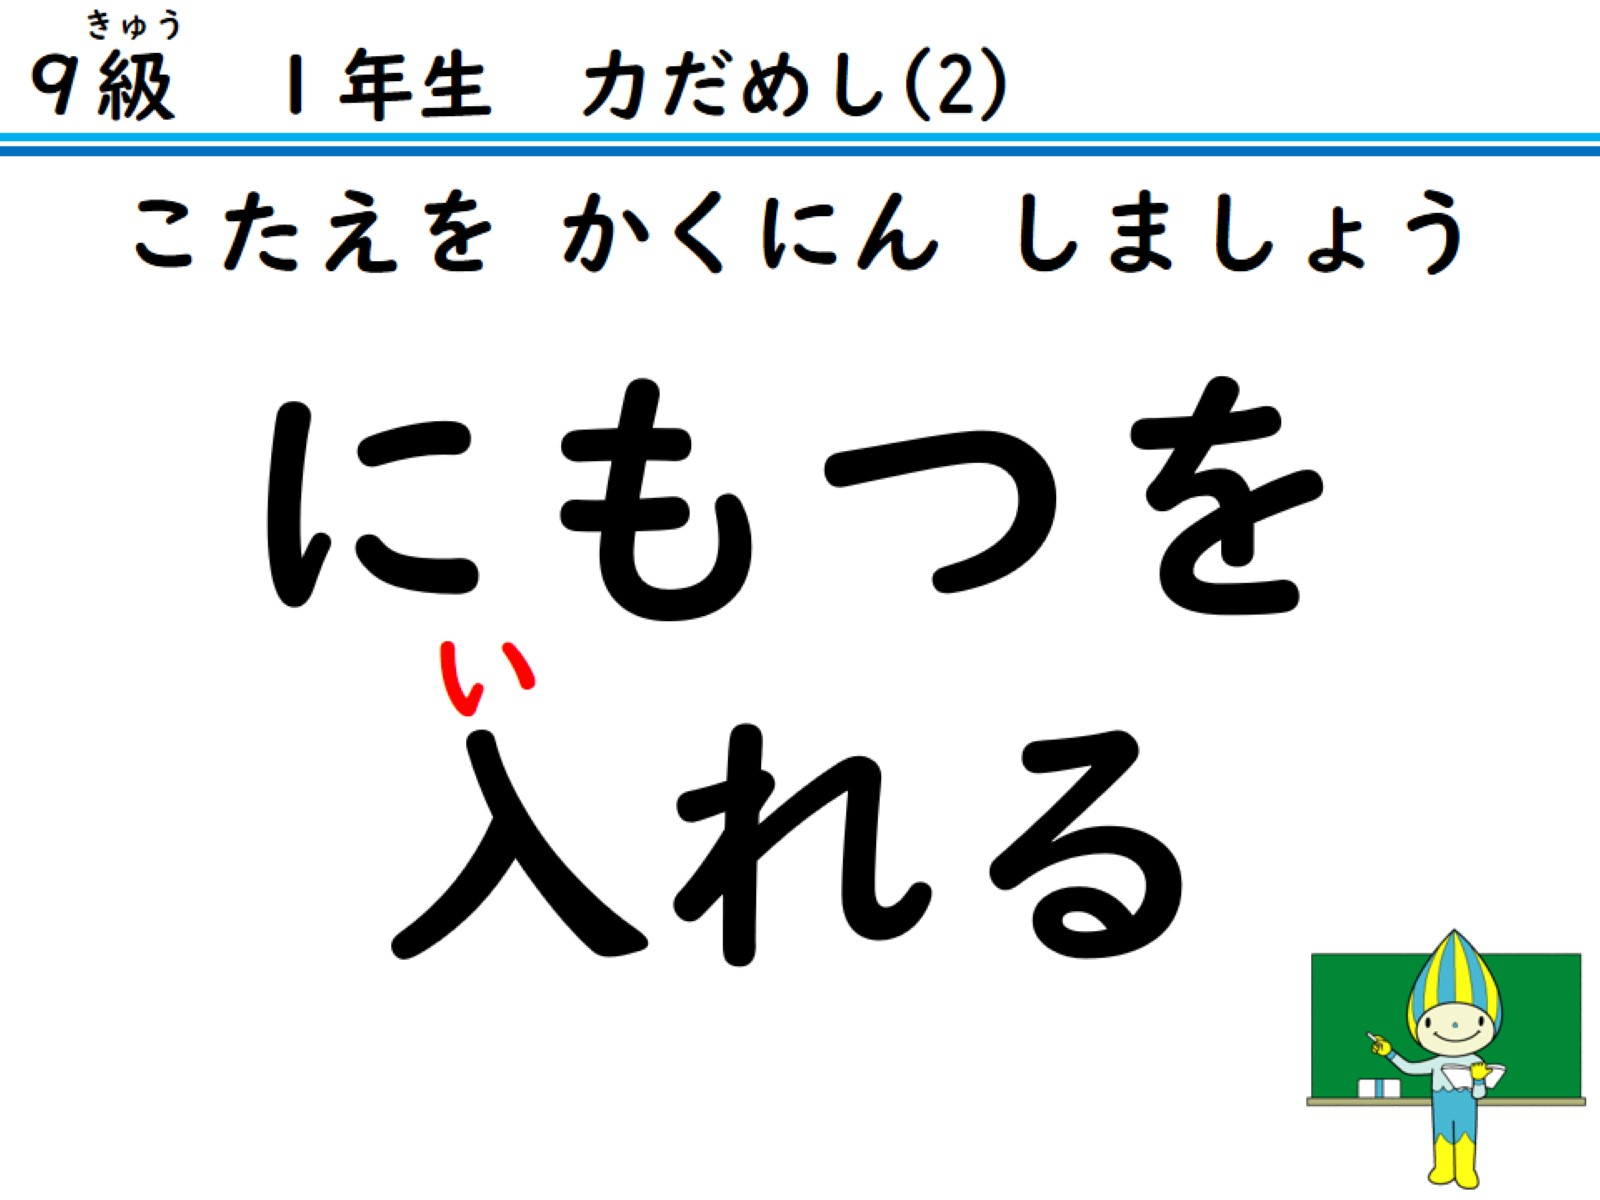 きゅう
9級　1年生　力だめし(2)
こたえを かくにん しましょう
にもつを
い
入れる